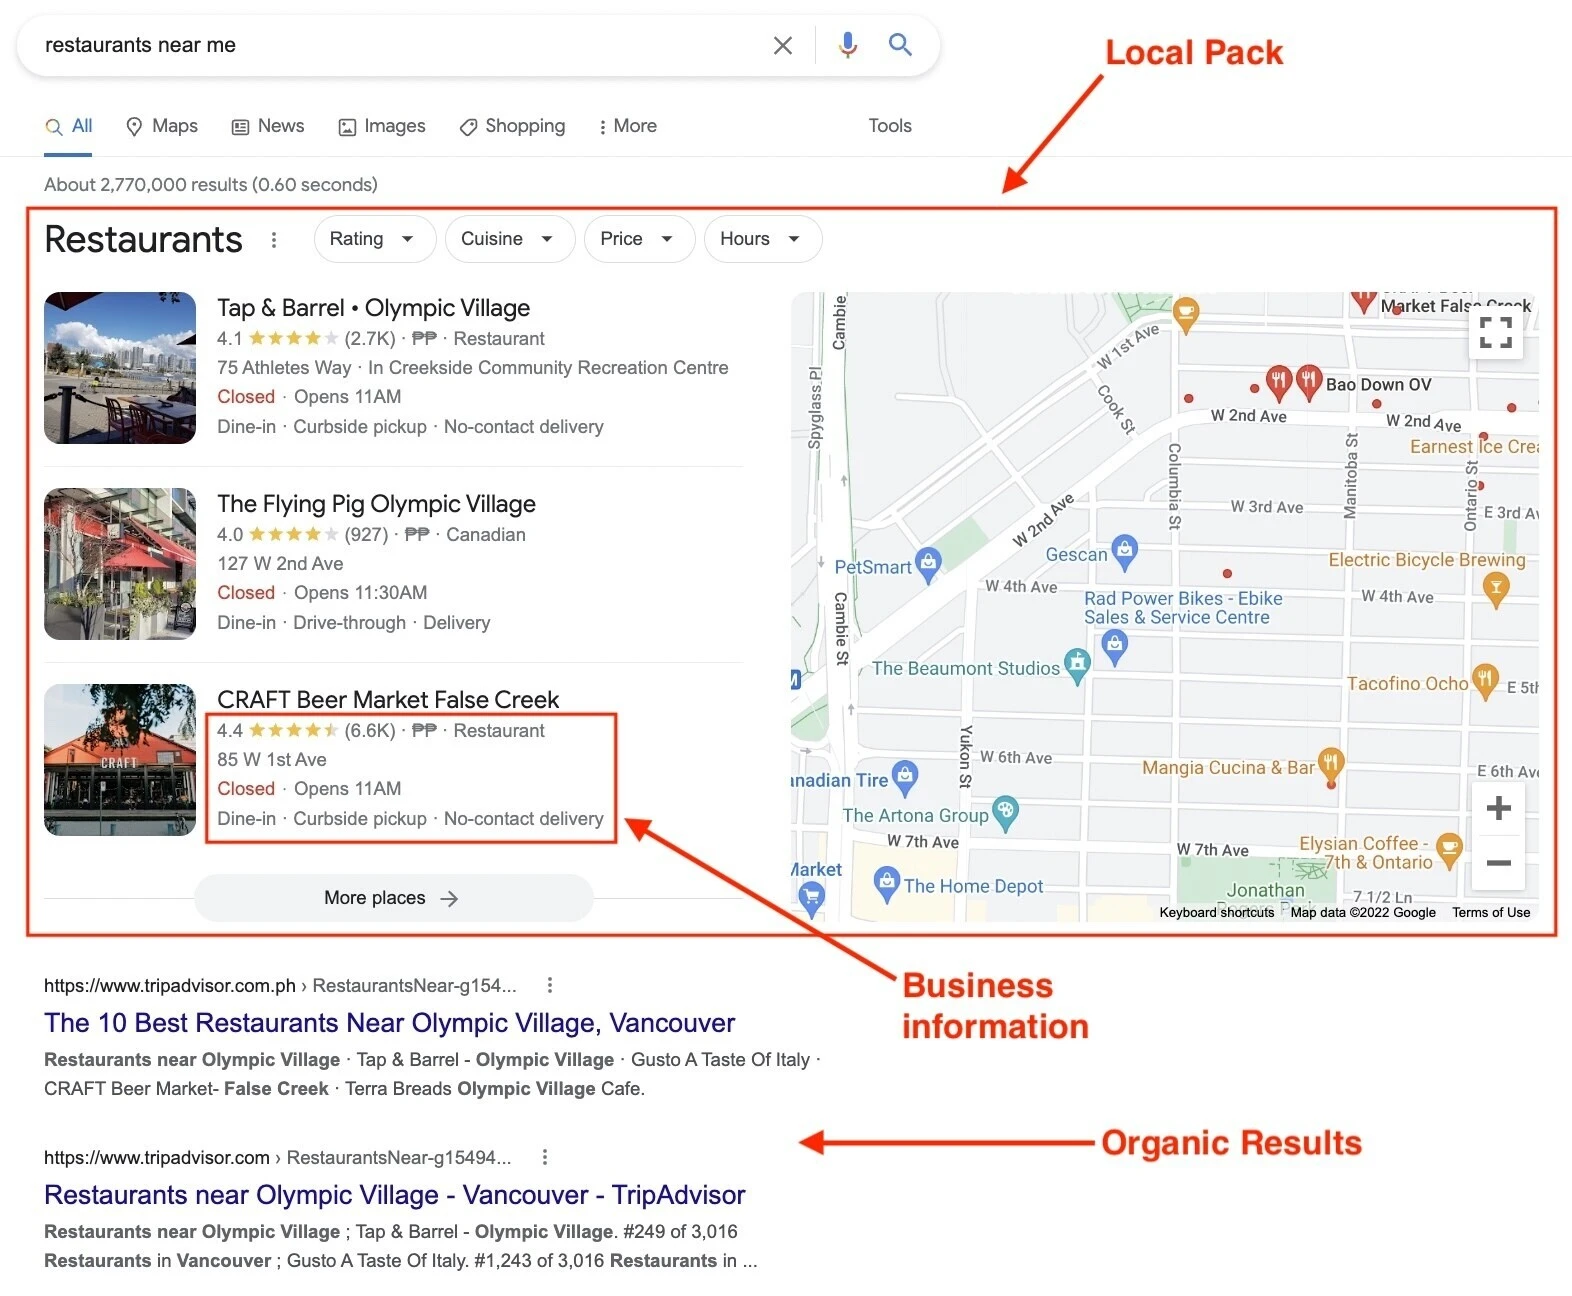 restaurants near me
Local Pack
All
Maps
News
Images
Shopping
More
Tools
About 2,770,000 results (0.60 seconds)
Restaurants
Rating
Cuisine
Price
Hours
Tap & Barrel • Olympic Village
4.1 (2.7K) · ₱₱ · Restaurant
75 Athletes Way · In Creekside Community Recreation Centre
Closed · Opens 11AM
Dine-in · Curbside pickup · No-contact delivery
The Flying Pig Olympic Village
4.0 (927) · ₱₱ · Canadian
127 W 2nd Ave
Closed · Opens 11:30AM
Dine-in · Drive-through · Delivery
CRAFT Beer Market False Creek
4.4 (6.6K) · ₱₱ · Restaurant
85 W 1st Ave
Closed · Opens 11AM
Dine-in · Curbside pickup · No-contact delivery
CRAFT
More places
Cambie
Market False Creek
W 1st Ave
Spyglass Pl
Cook St
Bao Down OV
W 2nd Ave
W 2nd Ave
Earnest Ice Crea
Columbia St
Manitoba St
Ontario St
W 2nd Ave
W 3rd Ave
E 3rd Av
PetSmart
Gescan
Electric Bicycle Brewing
W 4th Ave
W 4th Ave
Cambie St
Rad Power Bikes - Ebike
Sales & Service Centre
The Beaumont Studios
Tacofino Ocho
E 5th
Yukon St
W 6th Ave
Mangia Cucina & Bar
E 6th Ave
anadian Tire
The Artona Group
W 7th Ave
W 7th Ave
Elysian Coffee -
7th & Ontario
Market
The Home Depot
Jonathan
Rogers Park
7 1/2 Ln
Keyboard shortcuts
Map data ©2022 Google
Terms of Use
Business
information
https://www.tripadvisor.com.ph › RestaurantsNear-g154...
The 10 Best Restaurants Near Olympic Village, Vancouver
Restaurants near Olympic Village · Tap & Barrel - Olympic Village · Gusto A Taste Of Italy ·
CRAFT Beer Market- False Creek · Terra Breads Olympic Village Cafe.
Organic Results
https://www.tripadvisor.com › RestaurantsNear-g15494...
Restaurants near Olympic Village - Vancouver - TripAdvisor
Restaurants near Olympic Village ; Tap & Barrel - Olympic Village. #249 of 3,016
Restaurants in Vancouver ; Gusto A Taste Of Italy. #1,243 of 3,016 Restaurants in ...